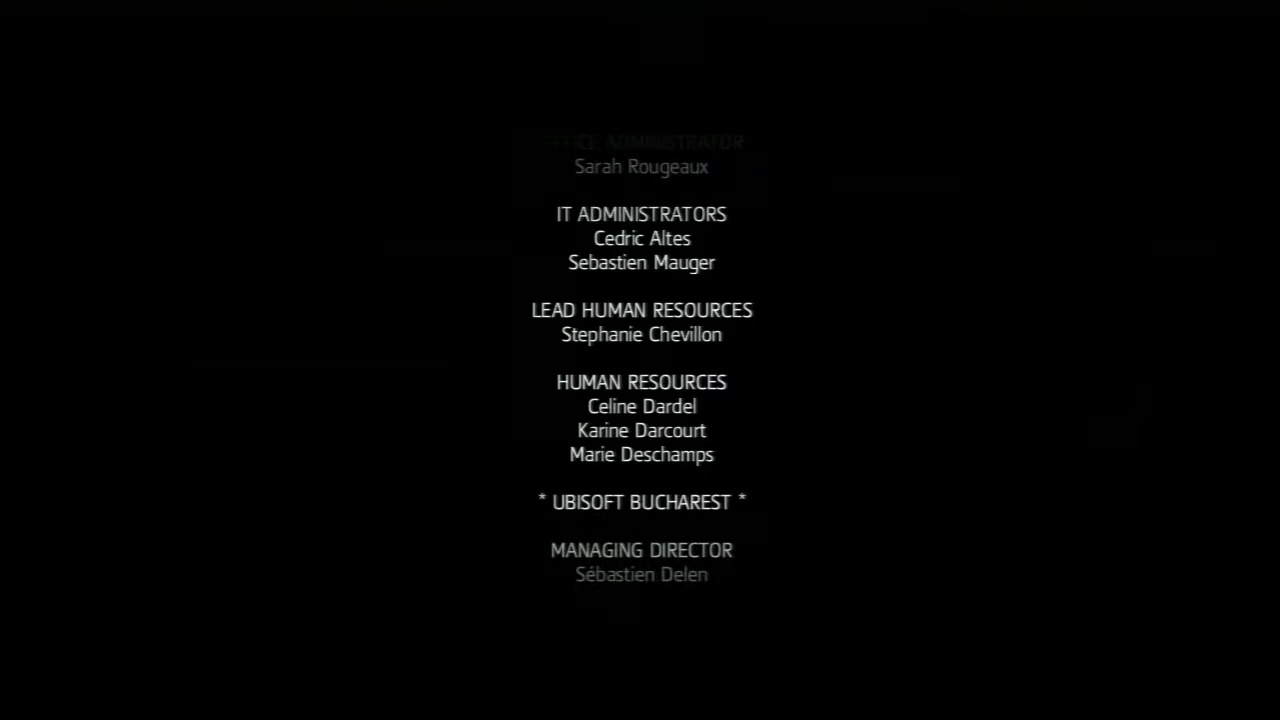 ADMINISTRATOR
Sarah Rougeaux
IT ADMINISTRATORS
Cedric Altes
Sebastien Mauger
LEAD HUMAN RESOURCES
Stephanie Chevillon
HUMAN RESOURCES
Celine Dardel
Karine Darcourt
Marie Deschamps
* UBISOFT BUCHAREST *
MANAGING DIRECTOR
Sébastien Delen